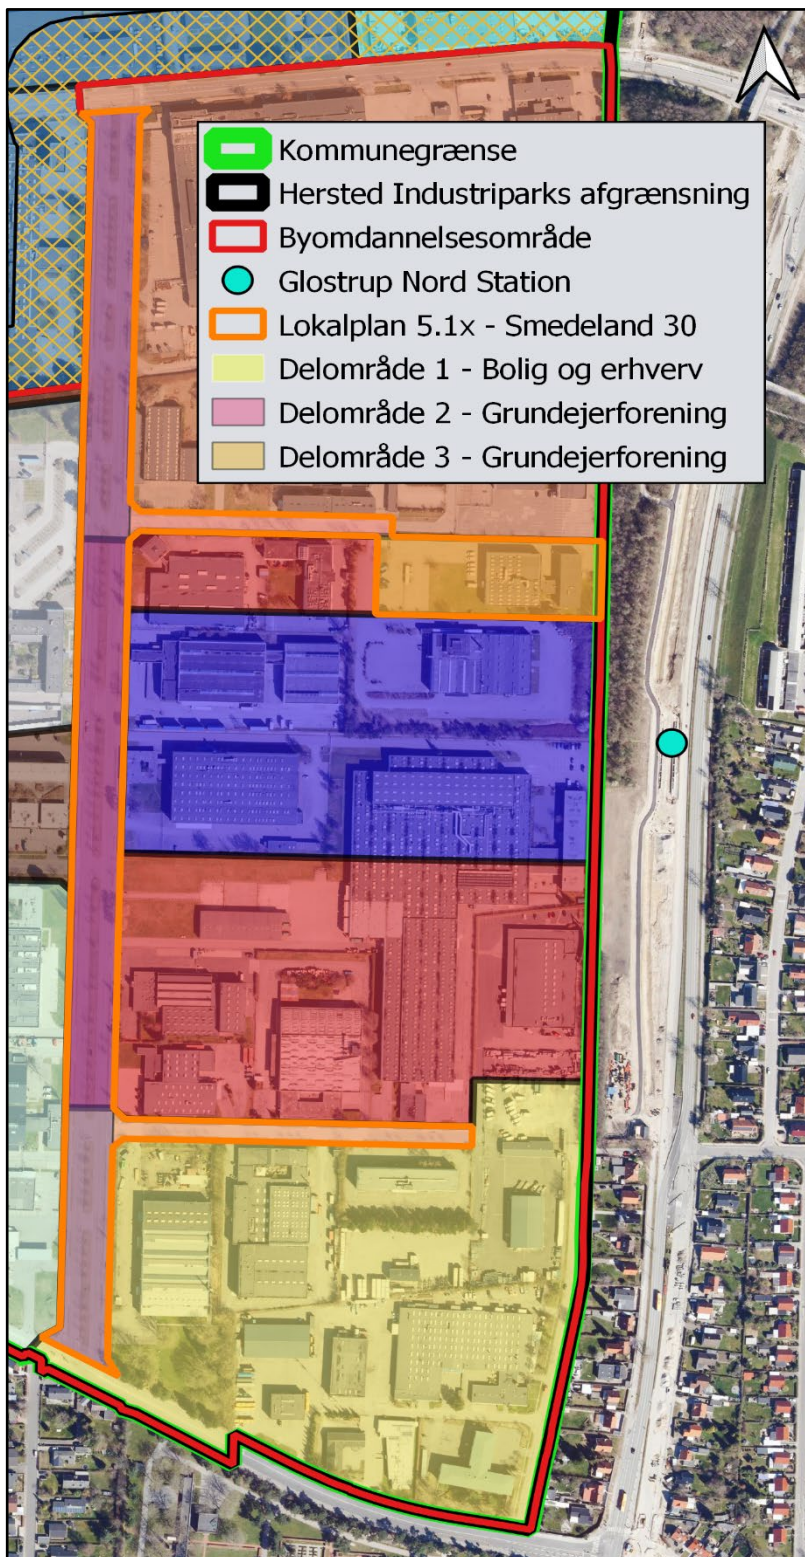 Kommunegrænse
Hersted Industriparks afgrænsning
Byomdannelsesområde
Glostrup Nord Station
Lokalplan 5.1x - Smedeland 30
Delområde 1 - Bolig og erhverv
Delområde 2 - Grundejerforening
Delområde 3 - Grundejerforening